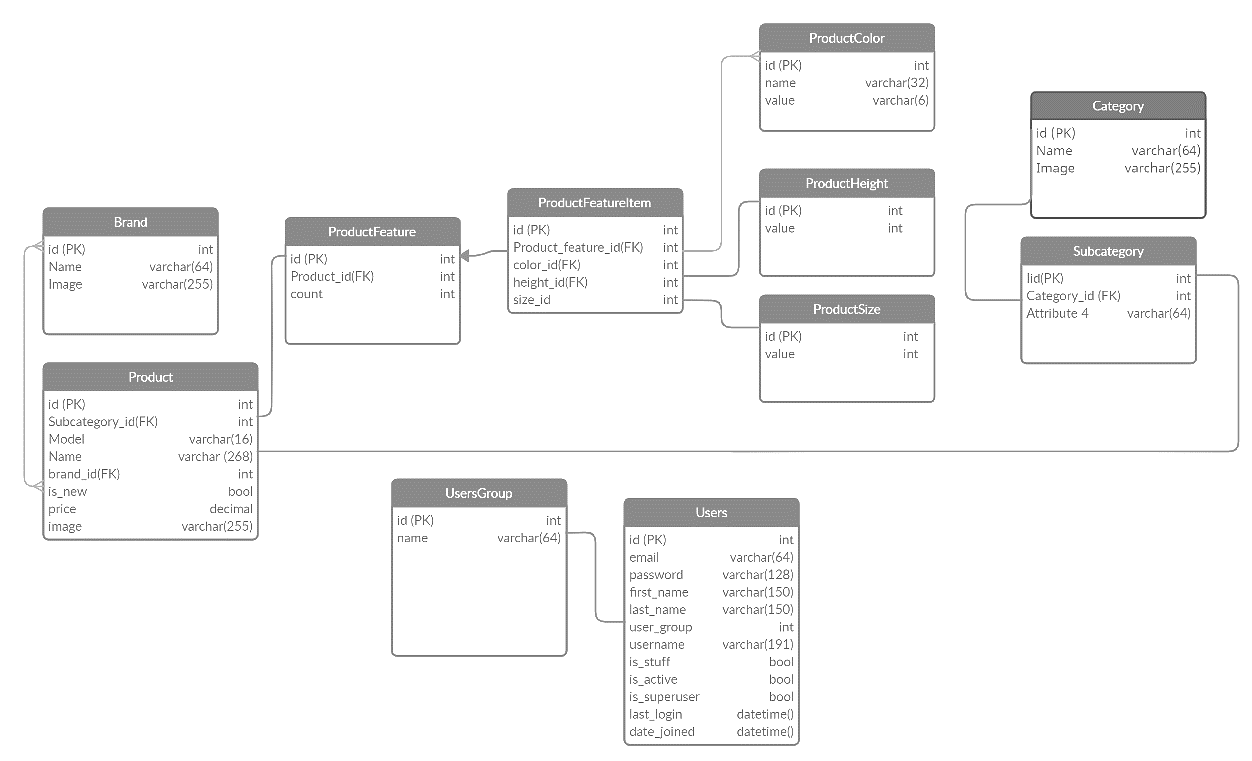 ProductColor
id (PK) int
name varchar(32)
value varchar(6)
Category
id (PK) int
Name varchar(64)
Image varchar(255)
ProductHeight
id (PK) int
value int
ProductFeatureItem
id (PK) int
Product_feature_id(FK) int
color_id(FK) int
height_id(FK) int
size_id int
Brand
id (PK) int
Name varchar(64)
Image varchar(255)
ProductFeature
id (PK) int
Product_id(FK) int
count int
Subcategory
Iid(PK) int
Category_id (FK) int
Attribute 4 varchar(64)
ProductSize
id (PK) int
value int
Product
id (PK) int
Subcategory_id(FK) int
Model varchar(16)
Name varchar (268)
brand_id(FK) int
is_new bool
price decimal
image varchar(255)
UsersGroup
id (PK) int
name varchar(64)
Users
id (PK) int
email varchar(64)
password varchar(128)
first_name varchar(150)
last_name varchar(150)
user_group int
username varchar(191)
is_stuff bool
is_active bool
is_superuser bool
last_login datetime()
date_joined datetime()